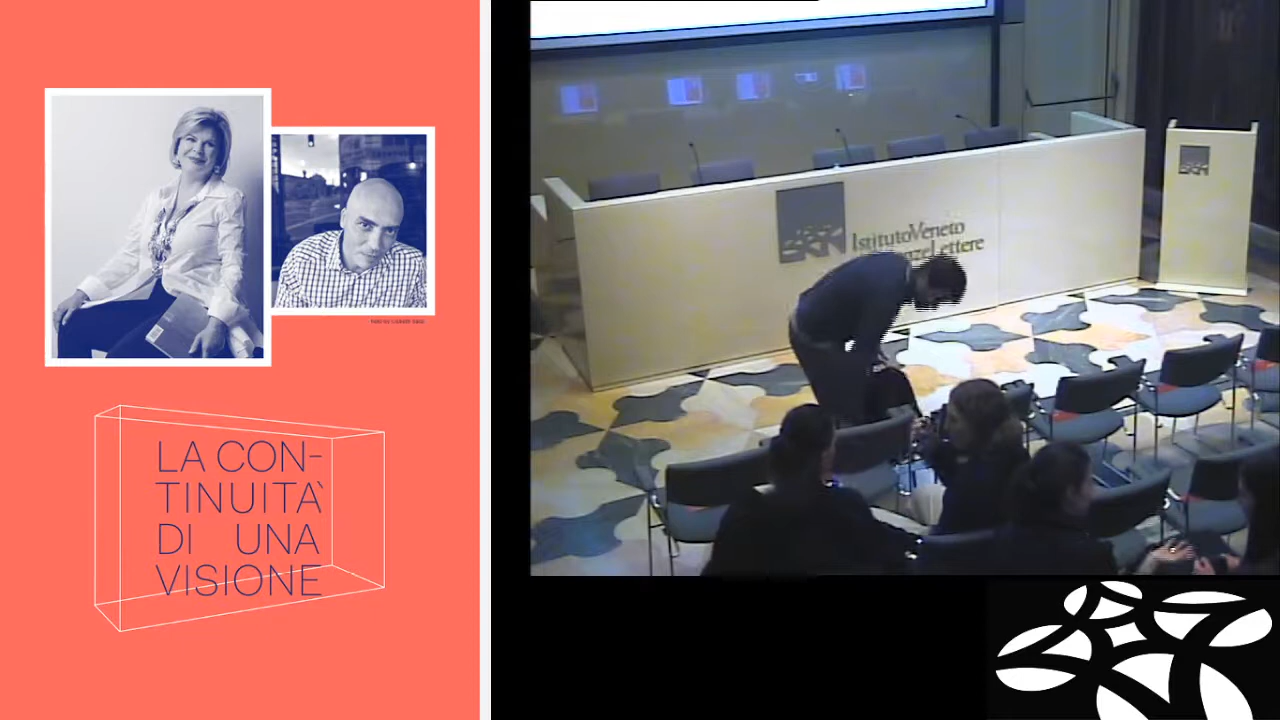 LA CON-
TINUITA'
DI UNA
VISIONE
IstitutoVeneto
Lettere